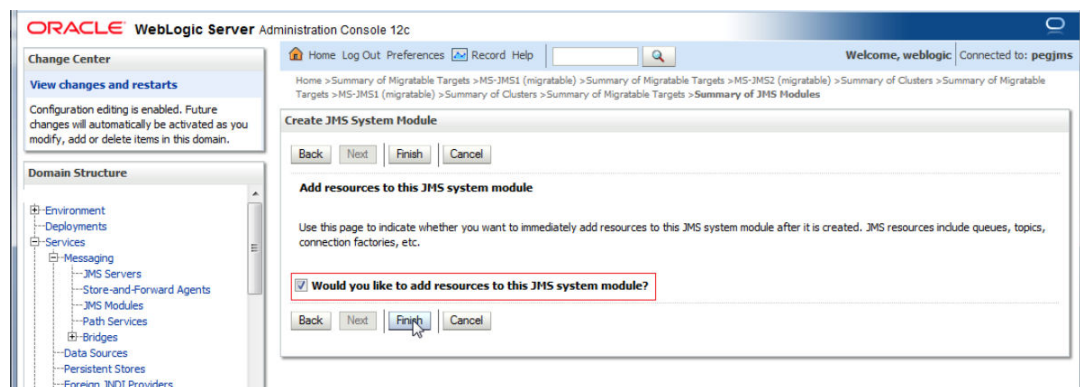 ORACLE WebLogic Server Administration Console 12c
Change Center
View changes and restarts
Configuration editing is enabled. Future
changes will automatically be activated as you
modify, add or delete items in this domain.
Domain Structure
Environment
Deployments
Services
Messaging
JMS Servers
Store-and-Forward Agents
JMS Modules
Path Services
Bridges
Data Sources
Persistent Stores
Foreign JNDI Providers
Home Log Out Preferences Record Help
Welcome, weblogic Connected to: pegjms
Home >Summary of Migratable Targets >MS-JMS1 (migratable) >Summary of Migratable Targets >MS-JMS2 (migratable) >Summary of Clusters >Summary of Migratable
Targets >MS-JMS1 (migratable) >Summary of Clusters >Summary of Migratable Targets >Summary of JMS Modules
Create JMS System Module
Back Next Finish Cancel
Add resources to this JMS system module
Use this page to indicate whether you want to immediately add resources to this JMS system module after it is created. JMS resources include queues, topics,
connection factories, etc.
Would you like to add resources to this JMS system module?
Back Next Finish Cancel